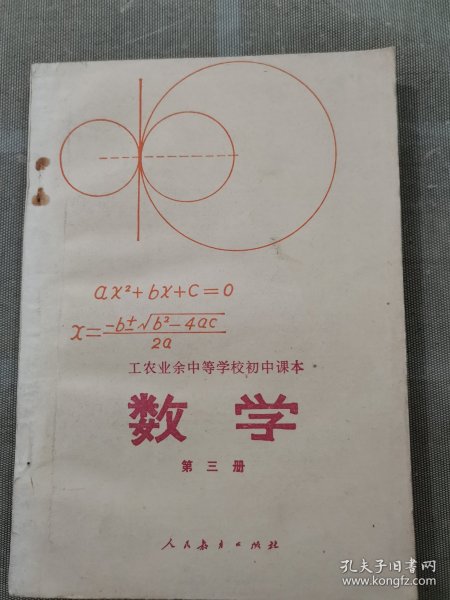 ax²+bx+c=0
x=-b±√b²-4ac
2a
工农业余中等学校初中课本
数学
第三册
人民教育出版社
孔夫子旧书网
www.kongfz.com